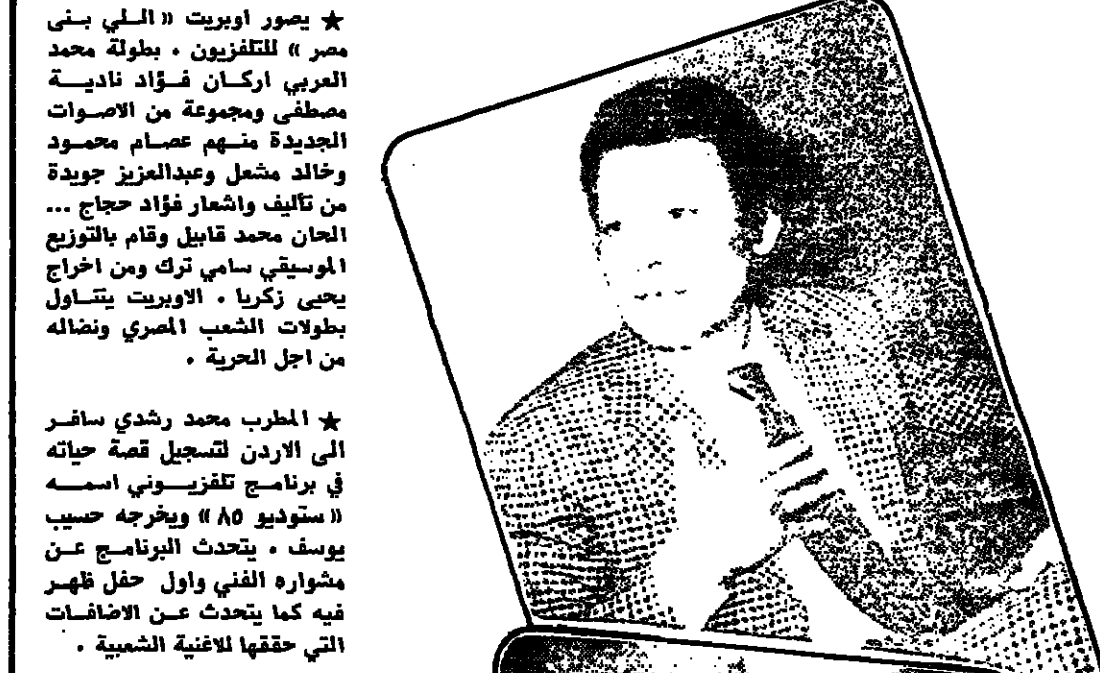 ★ يصور اوبريت « اللي بنى
مصر » للتلفزيون . بطولة محمد
العربي اركان فؤاد نادية
مصطفى ومجموعة من الاصوات
الجديدة منهم عصام محمود
وخالد مشعل وعبدالعزيز جويدة
من تأليف واشعار فؤاد حجاج ...
الحان محمد قابيل وقام بالتوزيع
الموسيقي سامي ترك ومن اخراج
يحيى زكريا . الاوبريت يتناول
بطولات الشعب المصري ونضاله
من اجل الحرية .
★ المطرب محمد رشدي سافر
الى الاردن لتسجيل قصة حياته
في برنامج تلفزيوني اسمه
« ستوديو ٨٥ » ويخرجه حسيب
يوسف . يتحدث البرنامج عن
مشواره الفني واول حفل ظهر
فيه كما يتحدث عن الاضافات
التي حققها للاغنية الشعبية .